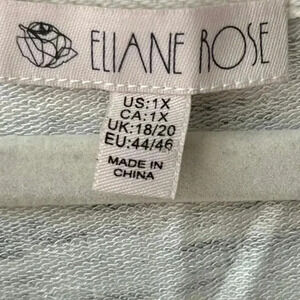 ELIANE ROSE
US:1X
CA:1X
UK:18/20
EU:44/46
MADE IN
CHINA